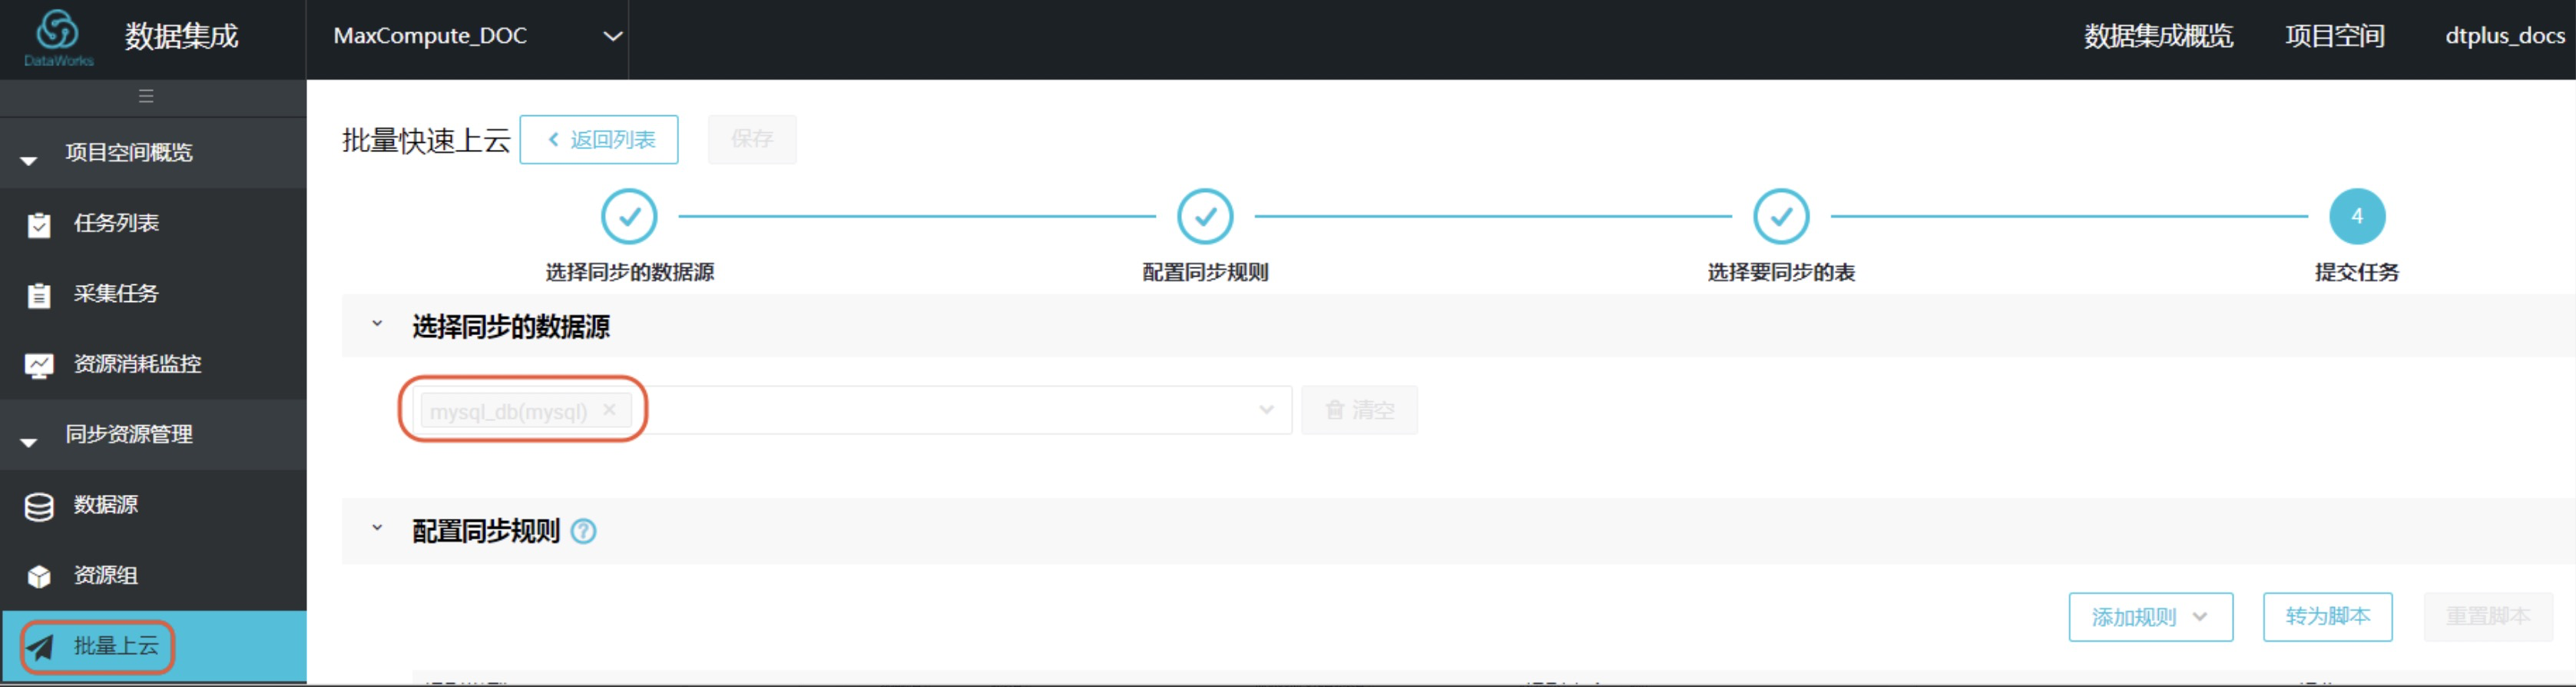 DataWorks
数据集成
MaxCompute_DOC
数据集成概览
项目空间
dtplus_docs
项目空间概览
任务列表
采集任务
资源消耗监控
同步资源管理
数据源
资源组
批量上云
批量快速上云
返回列表
保存
4
选择同步的数据源
配置同步规则
选择要同步的表
提交任务
选择同步的数据源
mysql_db(mysql)
清空
配置同步规则
添加规则
转为脚本
重置脚本